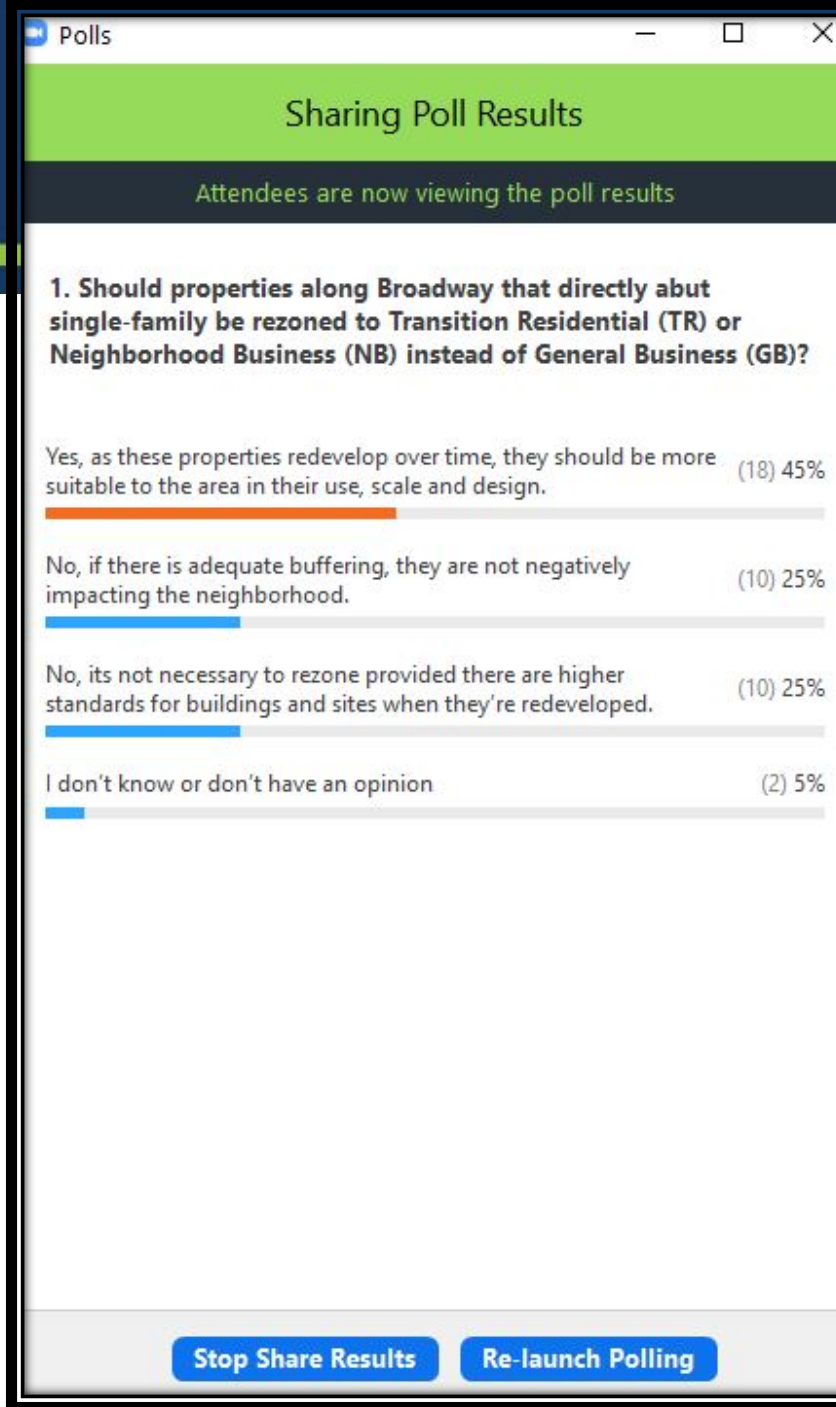 Polls
Sharing Poll Results
Attendees are now viewing the poll results
1. Should properties along Broadway that directly abut
single-family be rezoned to Transition Residential (TR) or
Neighborhood Business (NB) instead of General Business (GB)?
Yes, as these properties redevelop over time, they should be more
suitable to the area in their use, scale and design.
(18) 45%
No, if there is adequate buffering, they are not negatively
impacting the neighborhood.
(10) 25%
No, its not necessary to rezone provided there are higher
standards for buildings and sites when they're redeveloped.
(10) 25%
I don't know or don't have an opinion
(2) 5%
Stop Share Results
Re-launch Polling